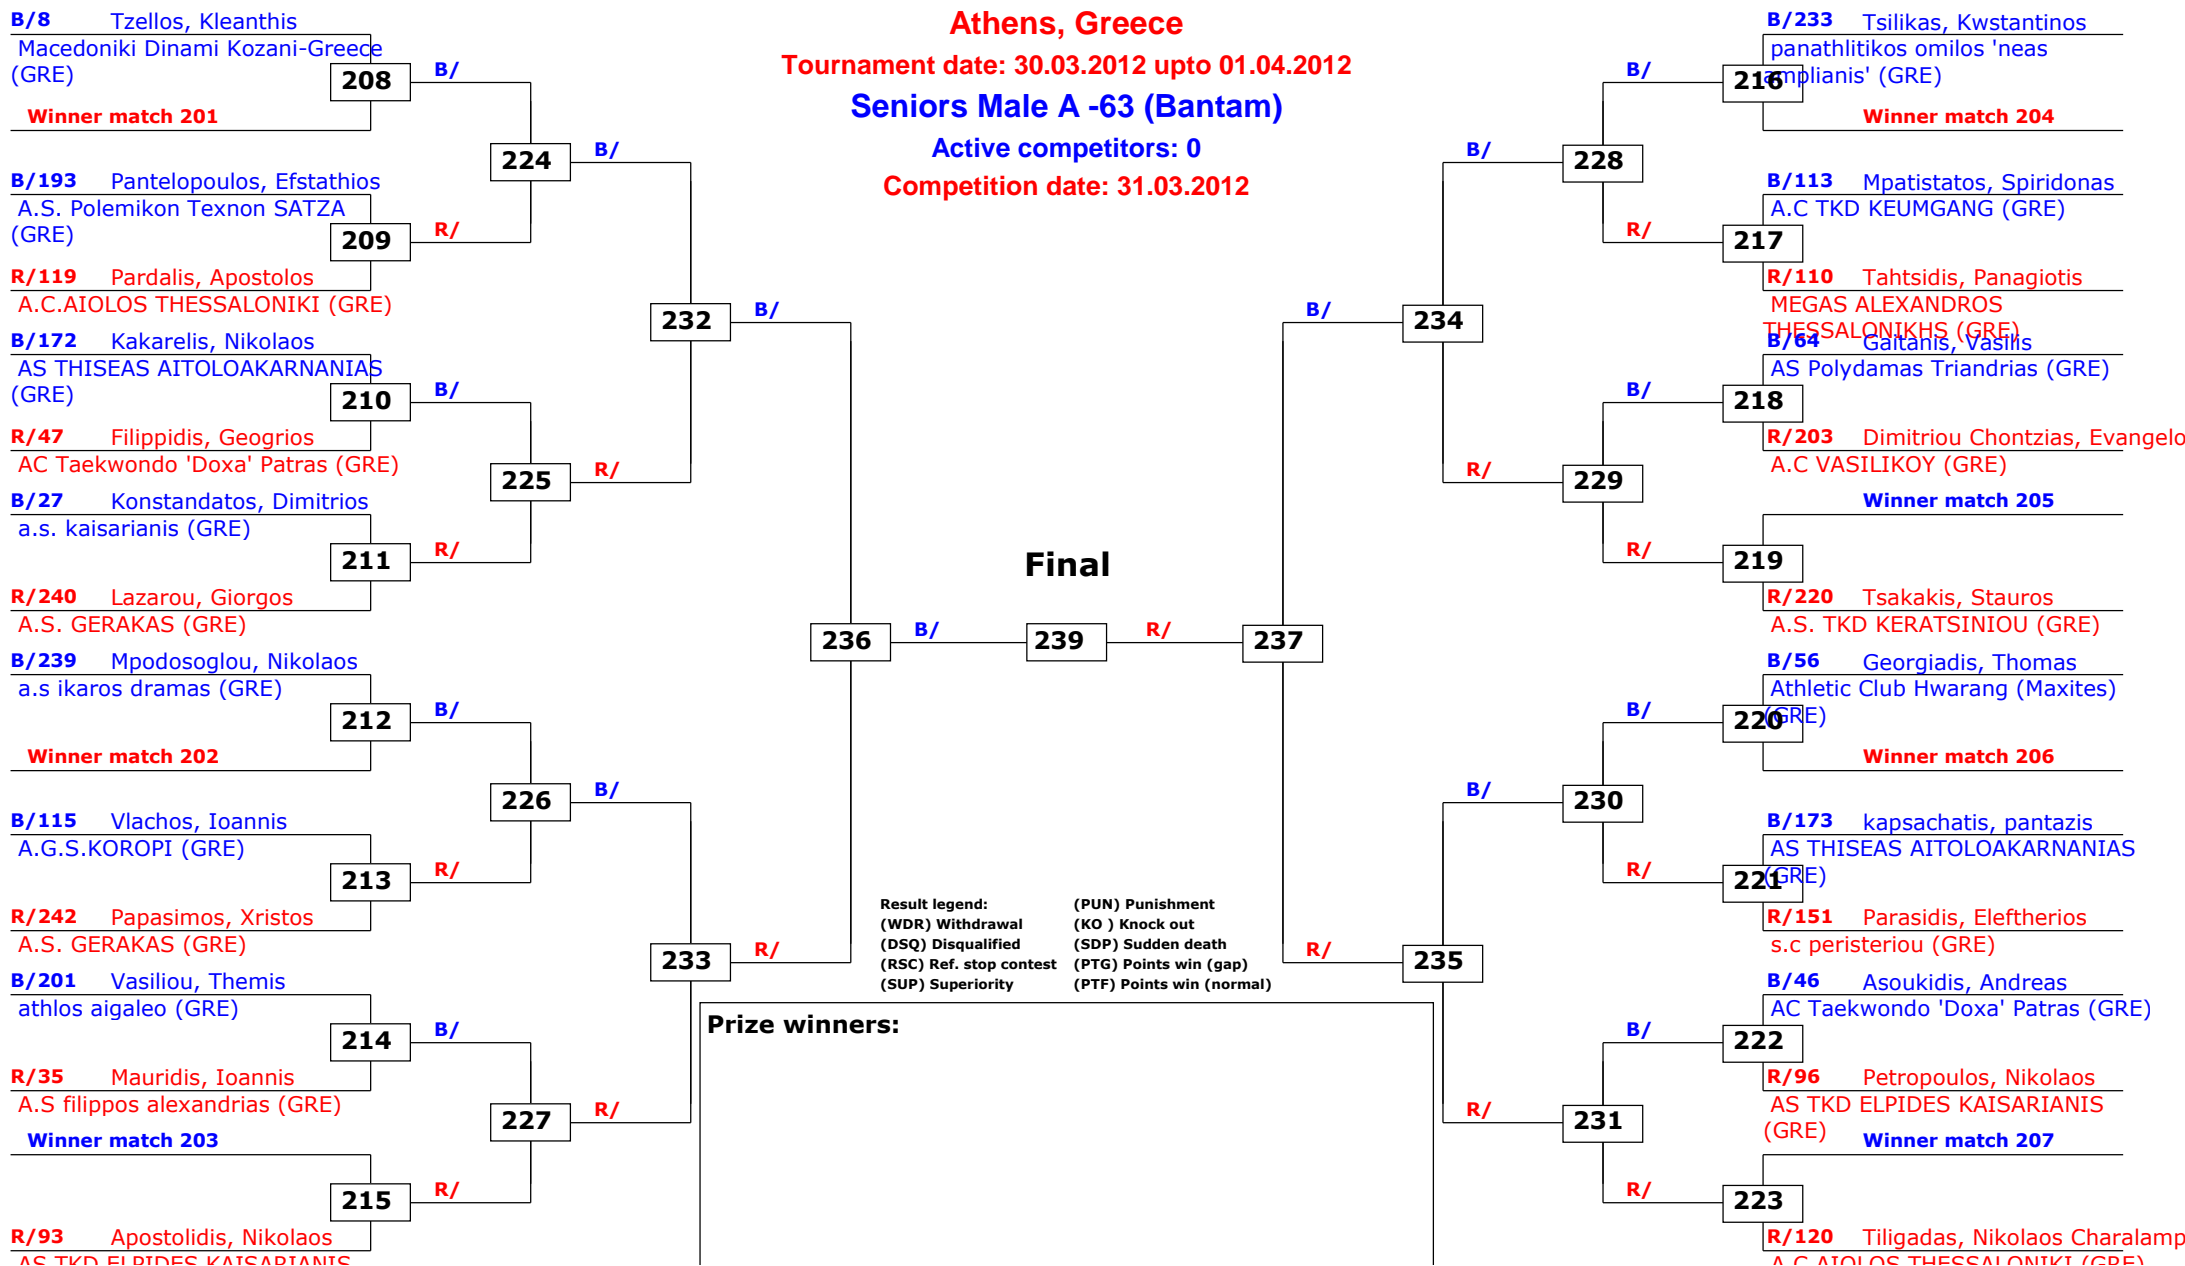 Athens, Greece
Tournament date: 30.03.2012 upto 01.04.2012
Seniors Male A -63 (Bantam)
Active competitors: 0
Competition date: 31.03.2012
B/8 Tzellos, Kleanthis
Macedoniki Dinami Kozani-Greece
(GRE)
208
Winner match 201
B/193 Pantelopoulos, Efstathios
A.S. Polemikon Texnon SATZA
(GRE)
209
R/119 Pardalis, Apostolos
A.C.AIOLOS THESSALONIKI (GRE)
B/172 Kakarelis, Nikolaos
AS THISEAS AITOLOAKARNANIAS
(GRE)
210
R/47 Filippidis, Geogrios
AC Taekwondo 'Doxa' Patras (GRE)
B/27 Konstandatos, Dimitrios
a.s. kaisarianis (GRE)
211
R/240 Lazarou, Giorgos
A.S. GERAKAS (GRE)
B/239 Mpodosoglou, Nikolaos
a.s ikaros dramas (GRE)
212
Winner match 202
B/115 Vlachos, Ioannis
A.G.S.KOROPI (GRE)
213
R/242 Papasimos, Xristos
A.S. GERAKAS (GRE)
B/201 Vasiliou, Themis
athlos aigaleo (GRE)
214
R/35 Mauridis, Ioannis
A.S filippos alexandrias (GRE)
Winner match 203
215
R/93 Apostolidis, Nikolaos
AS TKD ELPIDES KAISARIANIS
B/
R/
B/
R/
B/
R/
B/
R/
224
225
226
227
B/
R/
B/
R/
232
233
B/
R/
236
B/
Final
239
R/
237
B/
R/
234
235
B/
R/
B/
R/
228
229
230
231
B/
R/
B/
R/
B/
R/
B/
R/
B/233 Tsilikas, Kwstantinos
panathlitikos omilos 'neas
amplianis' (GRE)
216
Winner match 204
B/113 Mpatistatos, Spiridonas
A.C TKD KEUMGANG (GRE)
217
R/110 Tahtsidis, Panagiotis
MEGAS ALEXANDROS
THESSALONIKHS (GRE)
B/64 Gaitanis, Vasilis
AS Polydamas Triandrias (GRE)
218
R/203 Dimitriou Chontzias, Evangelo
A.C VASILIKOY (GRE)
Winner match 205
219
R/220 Tsakakis, Stauros
A.S. TKD KERATSINIOU (GRE)
B/56 Georgiadis, Thomas
Athletic Club Hwarang (Maxites)
(GRE)
220
Winner match 206
B/173 kapsachatis, pantazis
AS THISEAS AITOLOAKARNANIAS
(GRE)
221
R/151 Parasidis, Eleftherios
s.c peristeriou (GRE)
B/46 Asoukidis, Andreas
AC Taekwondo 'Doxa' Patras (GRE)
222
R/96 Petropoulos, Nikolaos
AS TKD ELPIDES KAISARIANIS
(GRE)
Winner match 207
223
R/120 Tiligadas, Nikolaos Charalamp
A.C.AIOLOS THESSALONIKI (GRE)
Result legend: (PUN) Punishment
(WDR) Withdrawal (KO ) Knock out
(DSQ) Disqualified (SDP) Sudden death
(RSC) Ref. stop contest (PTG) Points win (gap)
(SUP) Superiority (PTF) Points win (normal)
Prize winners: